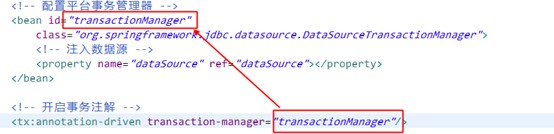 <!-- 配置平台事务管理器 -->
<bean id="transactionManager"
class="org.springframework.jdbc.datasource.DataSourceTransactionManager">
<!-- 注入数据源 -->
<property name="dataSource" ref="dataSource"></property>
</bean>
<!-- 开启事务注解 -->
<tx:annotation-driven transaction-manager="transactionManager"/>